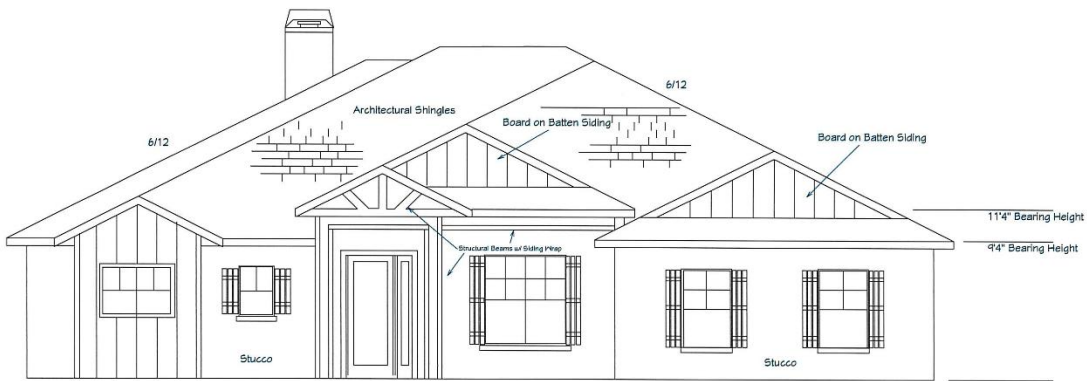 6/12
Architectural Shingles
6/12
Board on Batten Siding
Board on Batten Siding
11'4" Bearing Height
9'4" Bearing Height
Structural Beams w/ Siding Wrap
Stucco
Stucco